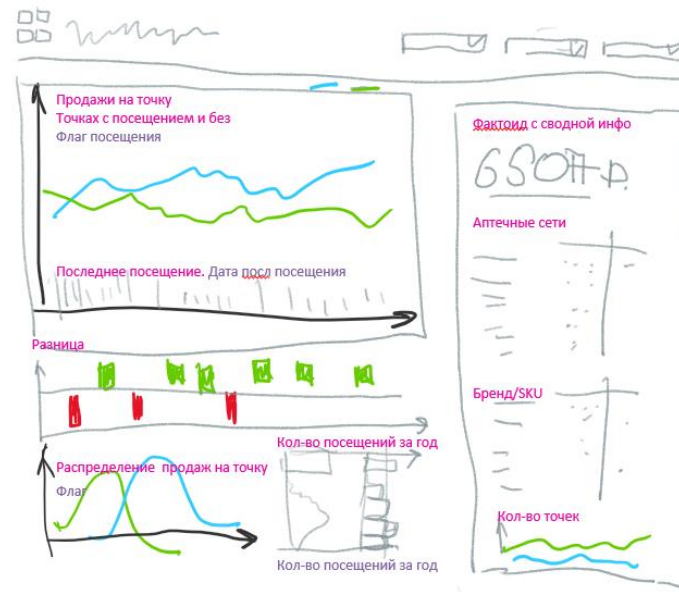 Продажи на точку
Точках с посещением и без
Флаг посещения
Последнее посещение. Дата посл посещения
Разница
Распределение продаж на точку
Флаг
Кол-во посещений за год
Кол-во посещений за год
Фактоид с сводной инфо
Аптечные сети
Бренд/SKU
Кол-во точек